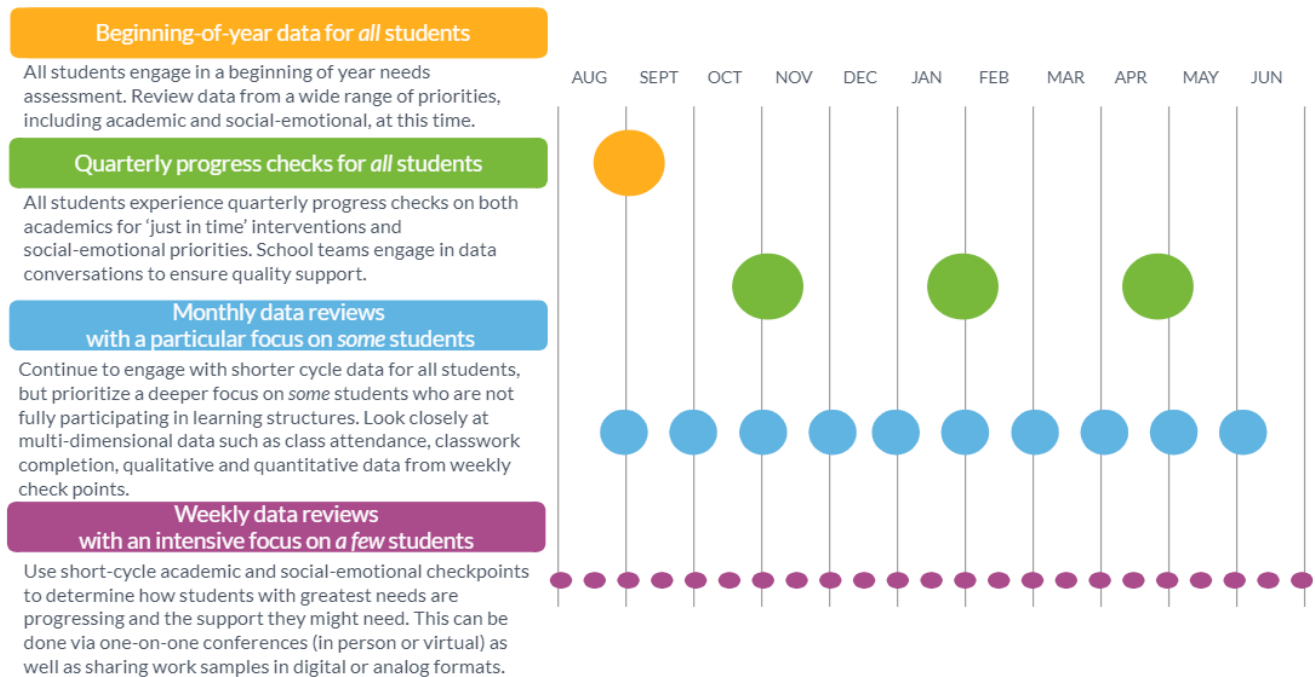 Beginning-of-year data for all students
All students engage in a beginning of year needs
assessment. Review data from a wide range of priorities,
including academic and social-emotional, at this time.
AUG SEPT OCT NOV DEC JAN FEB MAR APR MAY JUN
Quarterly progress checks for all students
All students experience quarterly progress checks on both
academics for ‘just in time’ interventions and
social-emotional priorities. School teams engage in data
conversations to ensure quality support.
Monthly data reviews
with a particular focus on some students
Continue to engage with shorter cycle data for all students,
but prioritize a deeper focus on some students who are not
fully participating in learning structures. Look closely at
multi-dimensional data such as class attendance, classwork
completion, qualitative and quantitative data from weekly
check points.
Weekly data reviews
with an intensive focus on a few students
Use short-cycle academic and social-emotional checkpoints
to determine how students with greatest needs are
progressing and the support they might need. This can be
done via one-on-one conferences (in person or virtual) as
well as sharing work samples in digital or analog formats.